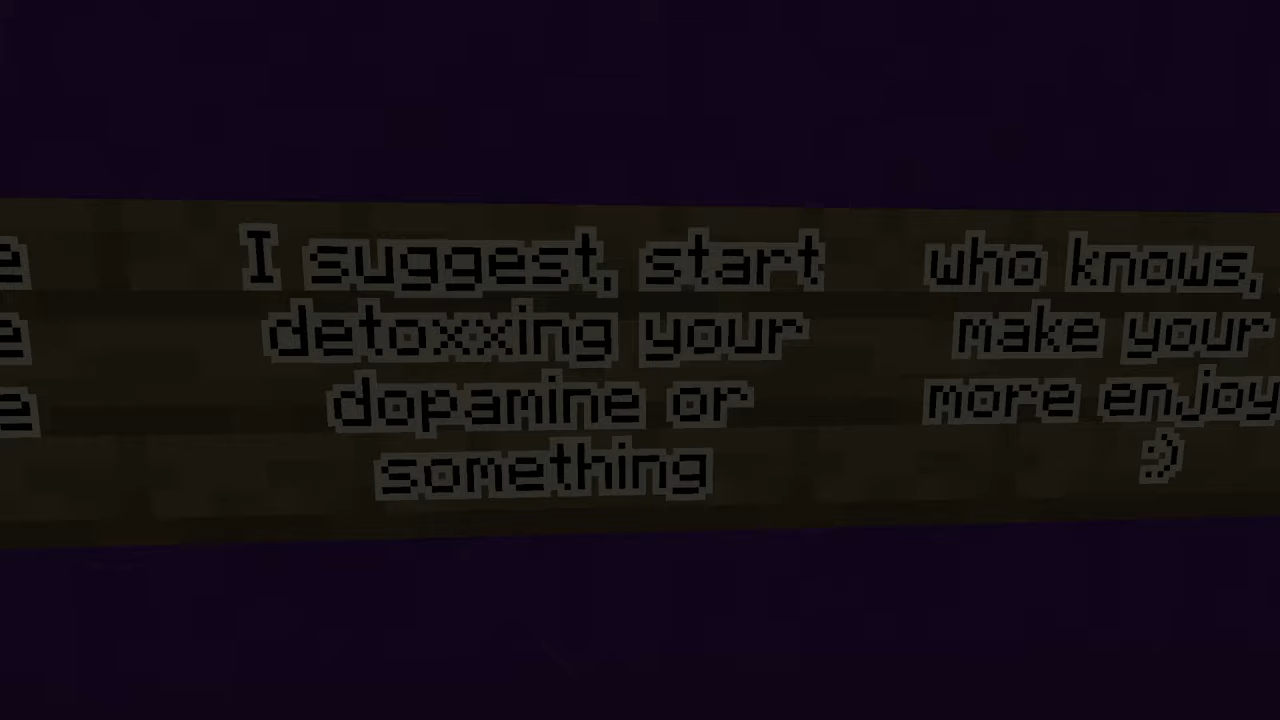 I suggest, start
detoxxing your
dopamine or
something
who knows,
make your
more enjoy
:)